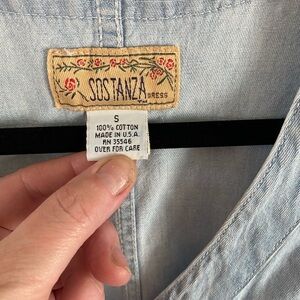 SOSTANZA DRESS
S
100% COTTON
MADE IN U.S.A.
RN 35546
OVER FOR CARE